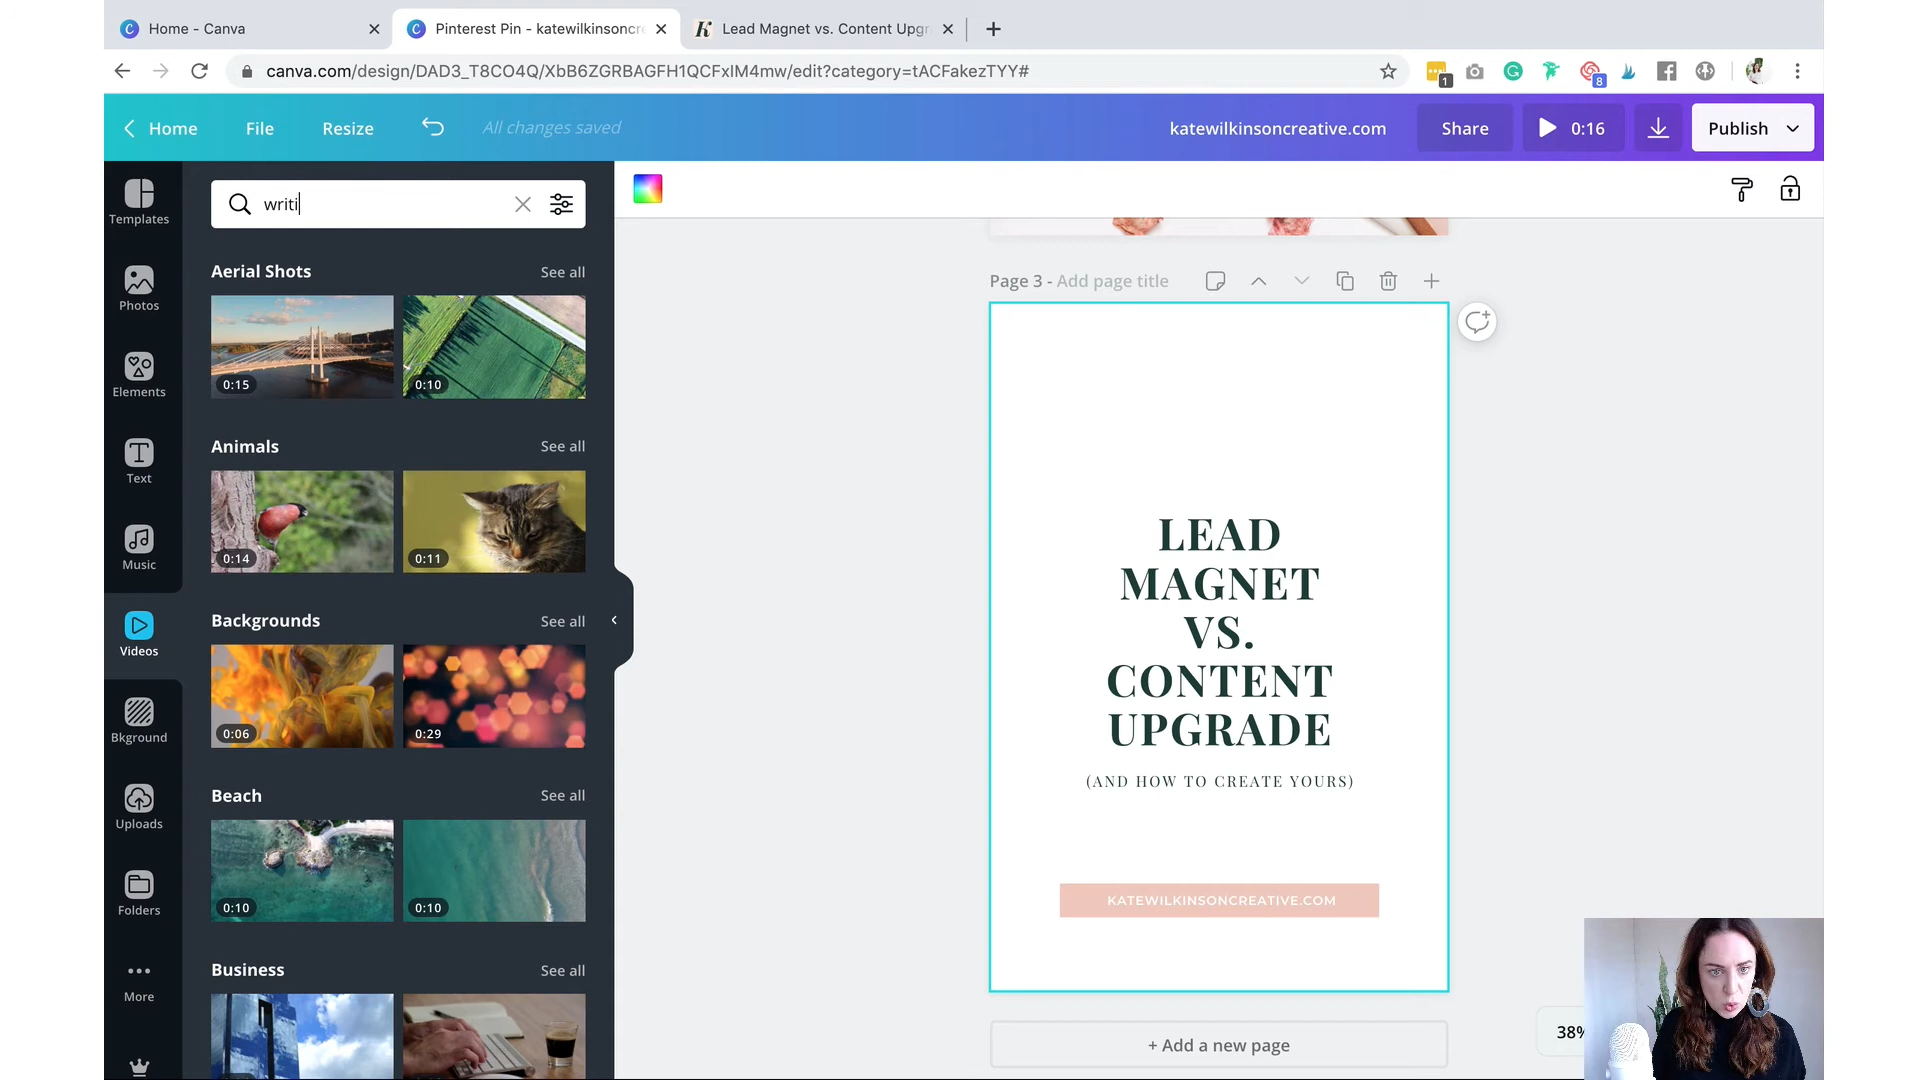 Home - Canva
Pinterest Pin - katewilkinsoncre
Lead Magnet vs. Content Upgr
canva.com/design/DAD3_T8CO4Q/XbB6ZGRBAGFH1QCFxIM4mw/edit?category=tACFakezTYY#
1
8
Home
File
Resize
All changes saved
katewilkinsoncreative.com
Share
0:16
Publish
Templates
Photos
Elements
Text
Music
Videos
Bkground
Uploads
Folders
More
writi
Aerial Shots
See all
0:15
0:10
Animals
See all
0:14
0:11
Backgrounds
See all
0:06
0:29
Beach
See all
0:10
0:10
Business
See all
Page 3 - Add page title
LEAD
MAGNET
VS.
CONTENT
UPGRADE
(AND HOW TO CREATE YOURS)
KATEWILKINSONCREATIVE.COM
+ Add a new page
38%